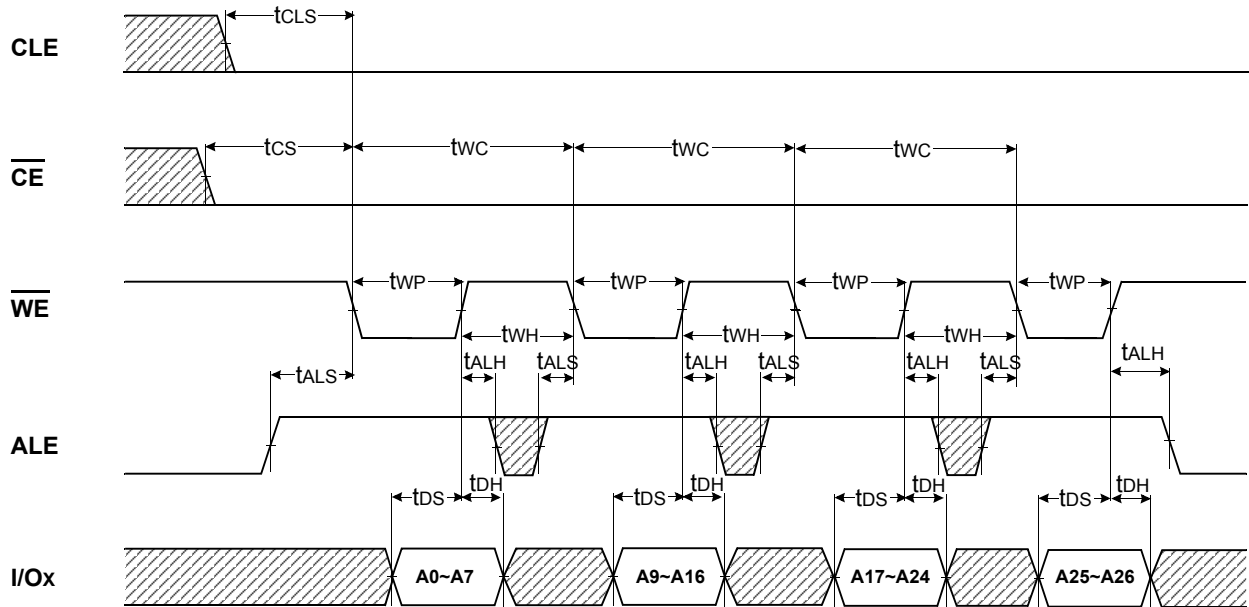 CLE
tCLS
CE
tCS
tWC
tWC
tWC
WE
tWP
tWP
tWP
tWP
tWH
tWH
tWH
tALS
tALH
tALS
tALH
tALS
tALH
tALS
tALH
ALE
tDS
tDH
tDS
tDH
tDS
tDH
tDS
tDH
I/Ox
A0~A7
A9~A16
A17~A24
A25~A26